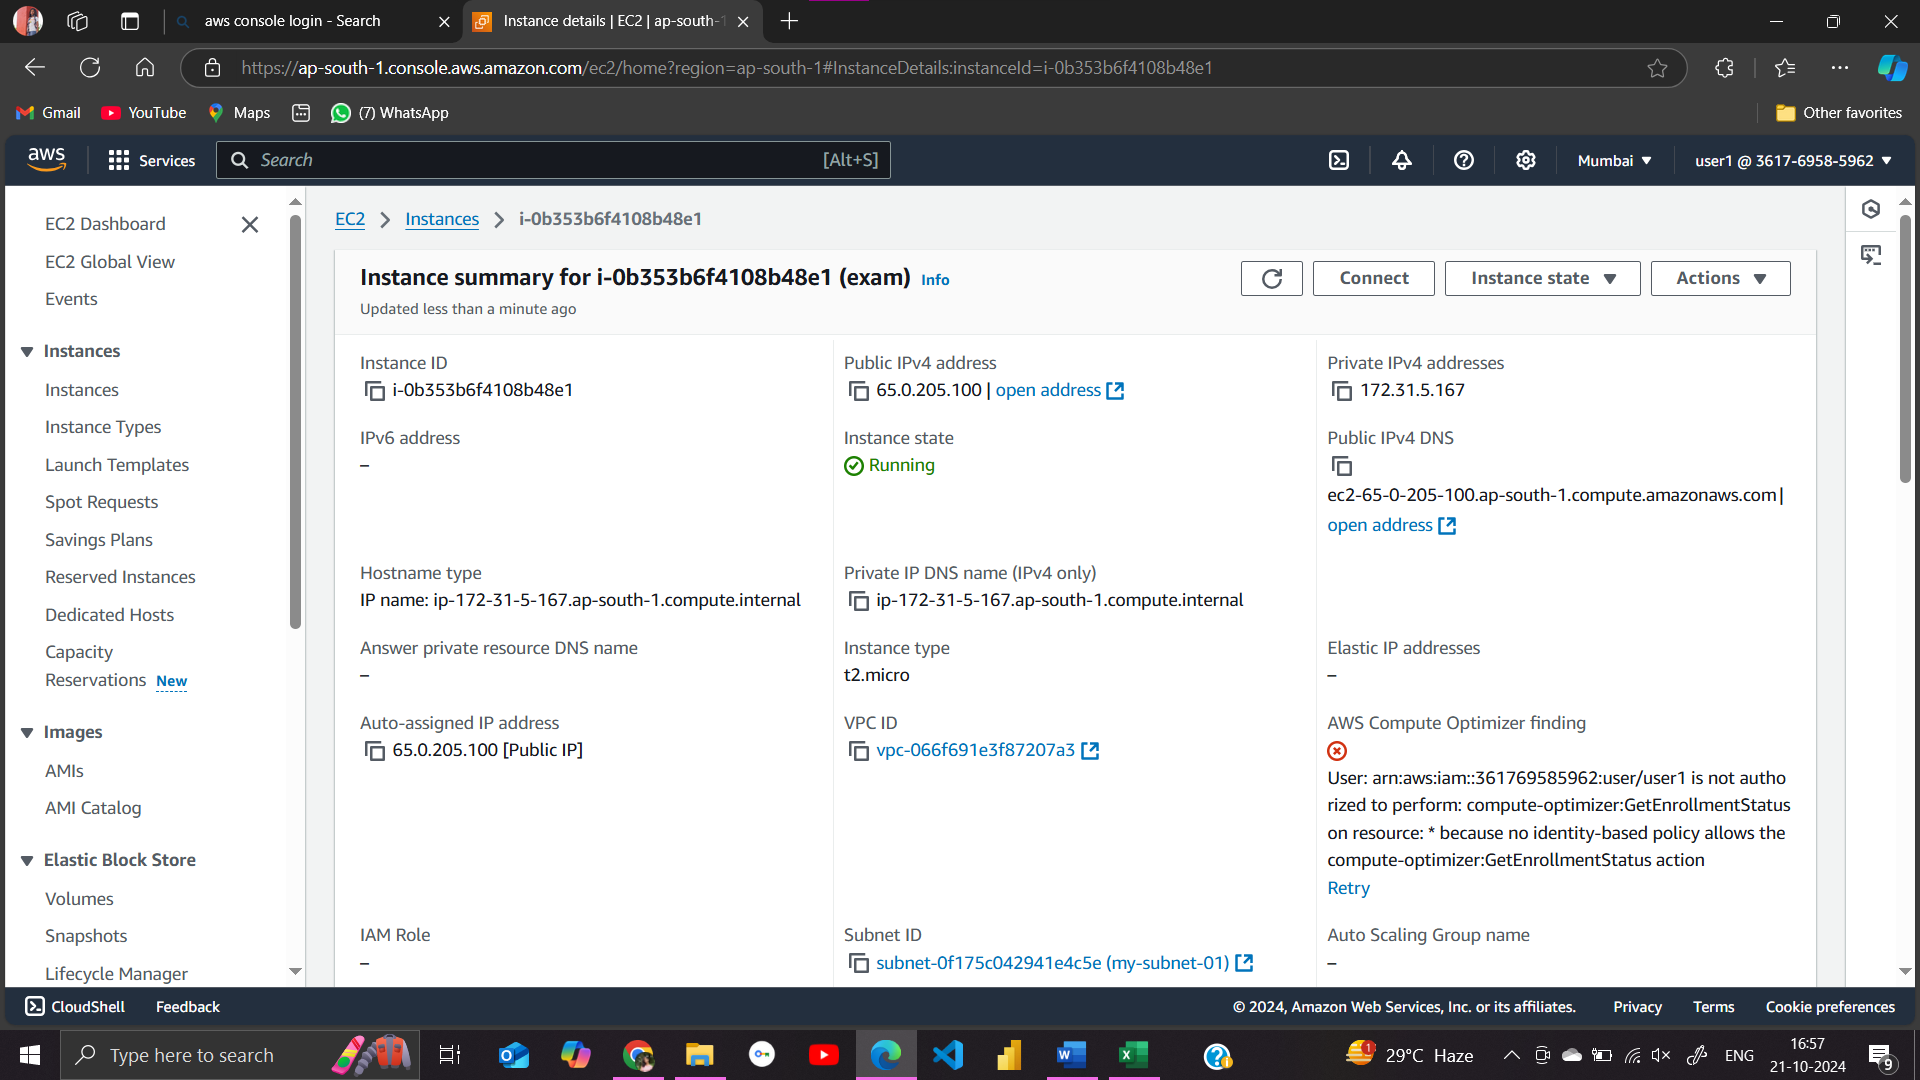 aws console login - Search
Instance details | EC2 | ap-south-1
https://ap-south-1.console.aws.amazon.com/ec2/home?region=ap-south-1#InstanceDetails:instanceId=i-0b353b6f4108b48e1
Gmail YouTube Maps (7) WhatsApp Other favorites
aws Services Search [Alt+S] Mumbai user1 @ 3617-6958-5962
EC2 Dashboard
EC2 Global View
Events
Instances
Instances
Instance Types
Launch Templates
Spot Requests
Savings Plans
Reserved Instances
Dedicated Hosts
Capacity
Reservations New
Images
AMIs
AMI Catalog
Elastic Block Store
Volumes
Snapshots
Lifecycle Manager
EC2 > Instances > i-0b353b6f4108b48e1
Instance summary for i-0b353b6f4108b48e1 (exam) Info
Updated less than a minute ago
Connect Instance state Actions
Instance ID
i-0b353b6f4108b48e1
Public IPv4 address
65.0.205.100 | open address
Private IPv4 addresses
172.31.5.167
IPv6 address
–
Instance state
Running
Public IPv4 DNS
ec2-65-0-205-100.ap-south-1.compute.amazonaws.com |
open address
Hostname type
IP name: ip-172-31-5-167.ap-south-1.compute.internal
Private IP DNS name (IPv4 only)
ip-172-31-5-167.ap-south-1.compute.internal
Answer private resource DNS name
–
Instance type
t2.micro
Elastic IP addresses
–
Auto-assigned IP address
65.0.205.100 [Public IP]
VPC ID
vpc-066f691e3f87207a3
AWS Compute Optimizer finding
User: arn:aws:iam::361769585962:user/user1 is not autho
rized to perform: compute-optimizer:GetEnrollmentStatus
on resource: * because no identity-based policy allows the
compute-optimizer:GetEnrollmentStatus action
Retry
IAM Role
–
Subnet ID
subnet-0f175c042941e4c5e (my-subnet-01)
Auto Scaling Group name
–
CloudShell Feedback © 2024, Amazon Web Services, Inc. or its affiliates. Privacy Terms Cookie preferences
Type here to search
1 29°C Haze ENG
16:57
21-10-2024
9